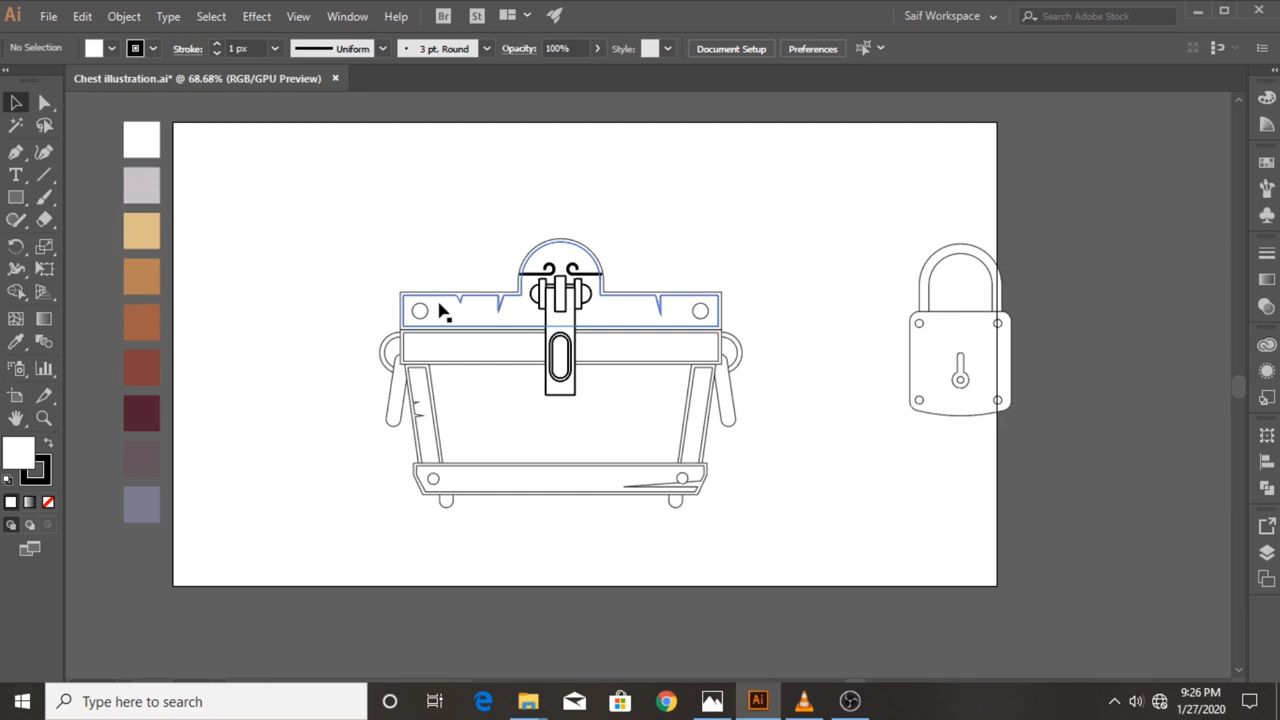 Ai File Edit Object Type Select Effect View Window Help Br St Saif Workspace Search Adobe Stock
No Selection Stroke: 1 px Uniform 3 pt. Round Opacity: 100% Style: Document Setup Preferences
Chest illustration.ai* @ 68.68% (RGB/GPU Preview)
Type here to search
Ai
9:26 PM
1/27/2020